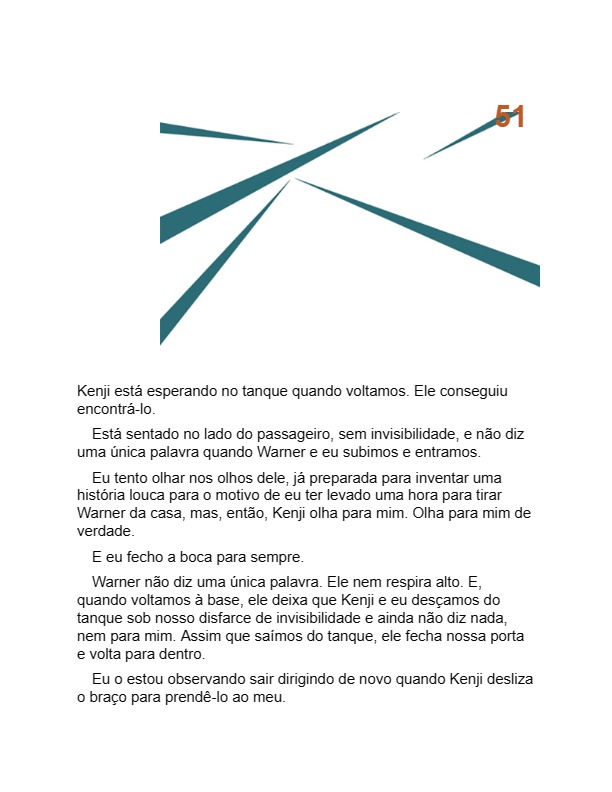 51
Kenji está esperando no tanque quando voltamos. Ele conseguiu
encontrá-lo.
Está sentado no lado do passageiro, sem invisibilidade, e não diz
uma única palavra quando Warner e eu subimos e entramos.
Eu tento olhar nos olhos dele, já preparada para inventar uma
história louca para o motivo de eu ter levado uma hora para tirar
Warner da casa, mas, então, Kenji olha para mim. Olha para mim de
verdade.
E eu fecho a boca para sempre.
Warner não diz uma única palavra. Ele nem respira alto. E,
quando voltamos à base, ele deixa que Kenji e eu desçamos do
tanque sob nosso disfarce de invisibilidade e ainda não diz nada,
nem para mim. Assim que saímos do tanque, ele fecha nossa porta
e volta para dentro.
Eu o estou observando sair dirigindo de novo quando Kenji desliza
o braço para prendê-lo ao meu.